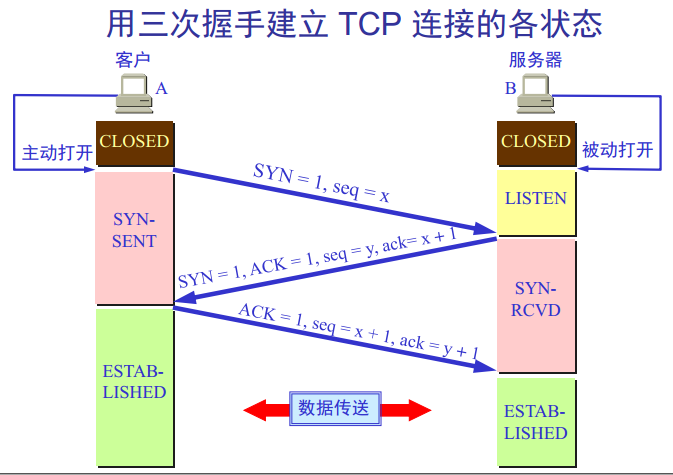 用三次握手建立 TCP 连接的各状态
客户
服务器
A
B
CLOSED
CLOSED
主动打开
被动打开
SYN = 1, seq = x
LISTEN
SYN-
SENT
SYN = 1, ACK = 1, seq = y, ack= x + 1
SYN-
RCVD
ACK = 1, seq = x + 1, ack = y + 1
ESTAB-
LISHED
数据传送
ESTAB-
LISHED